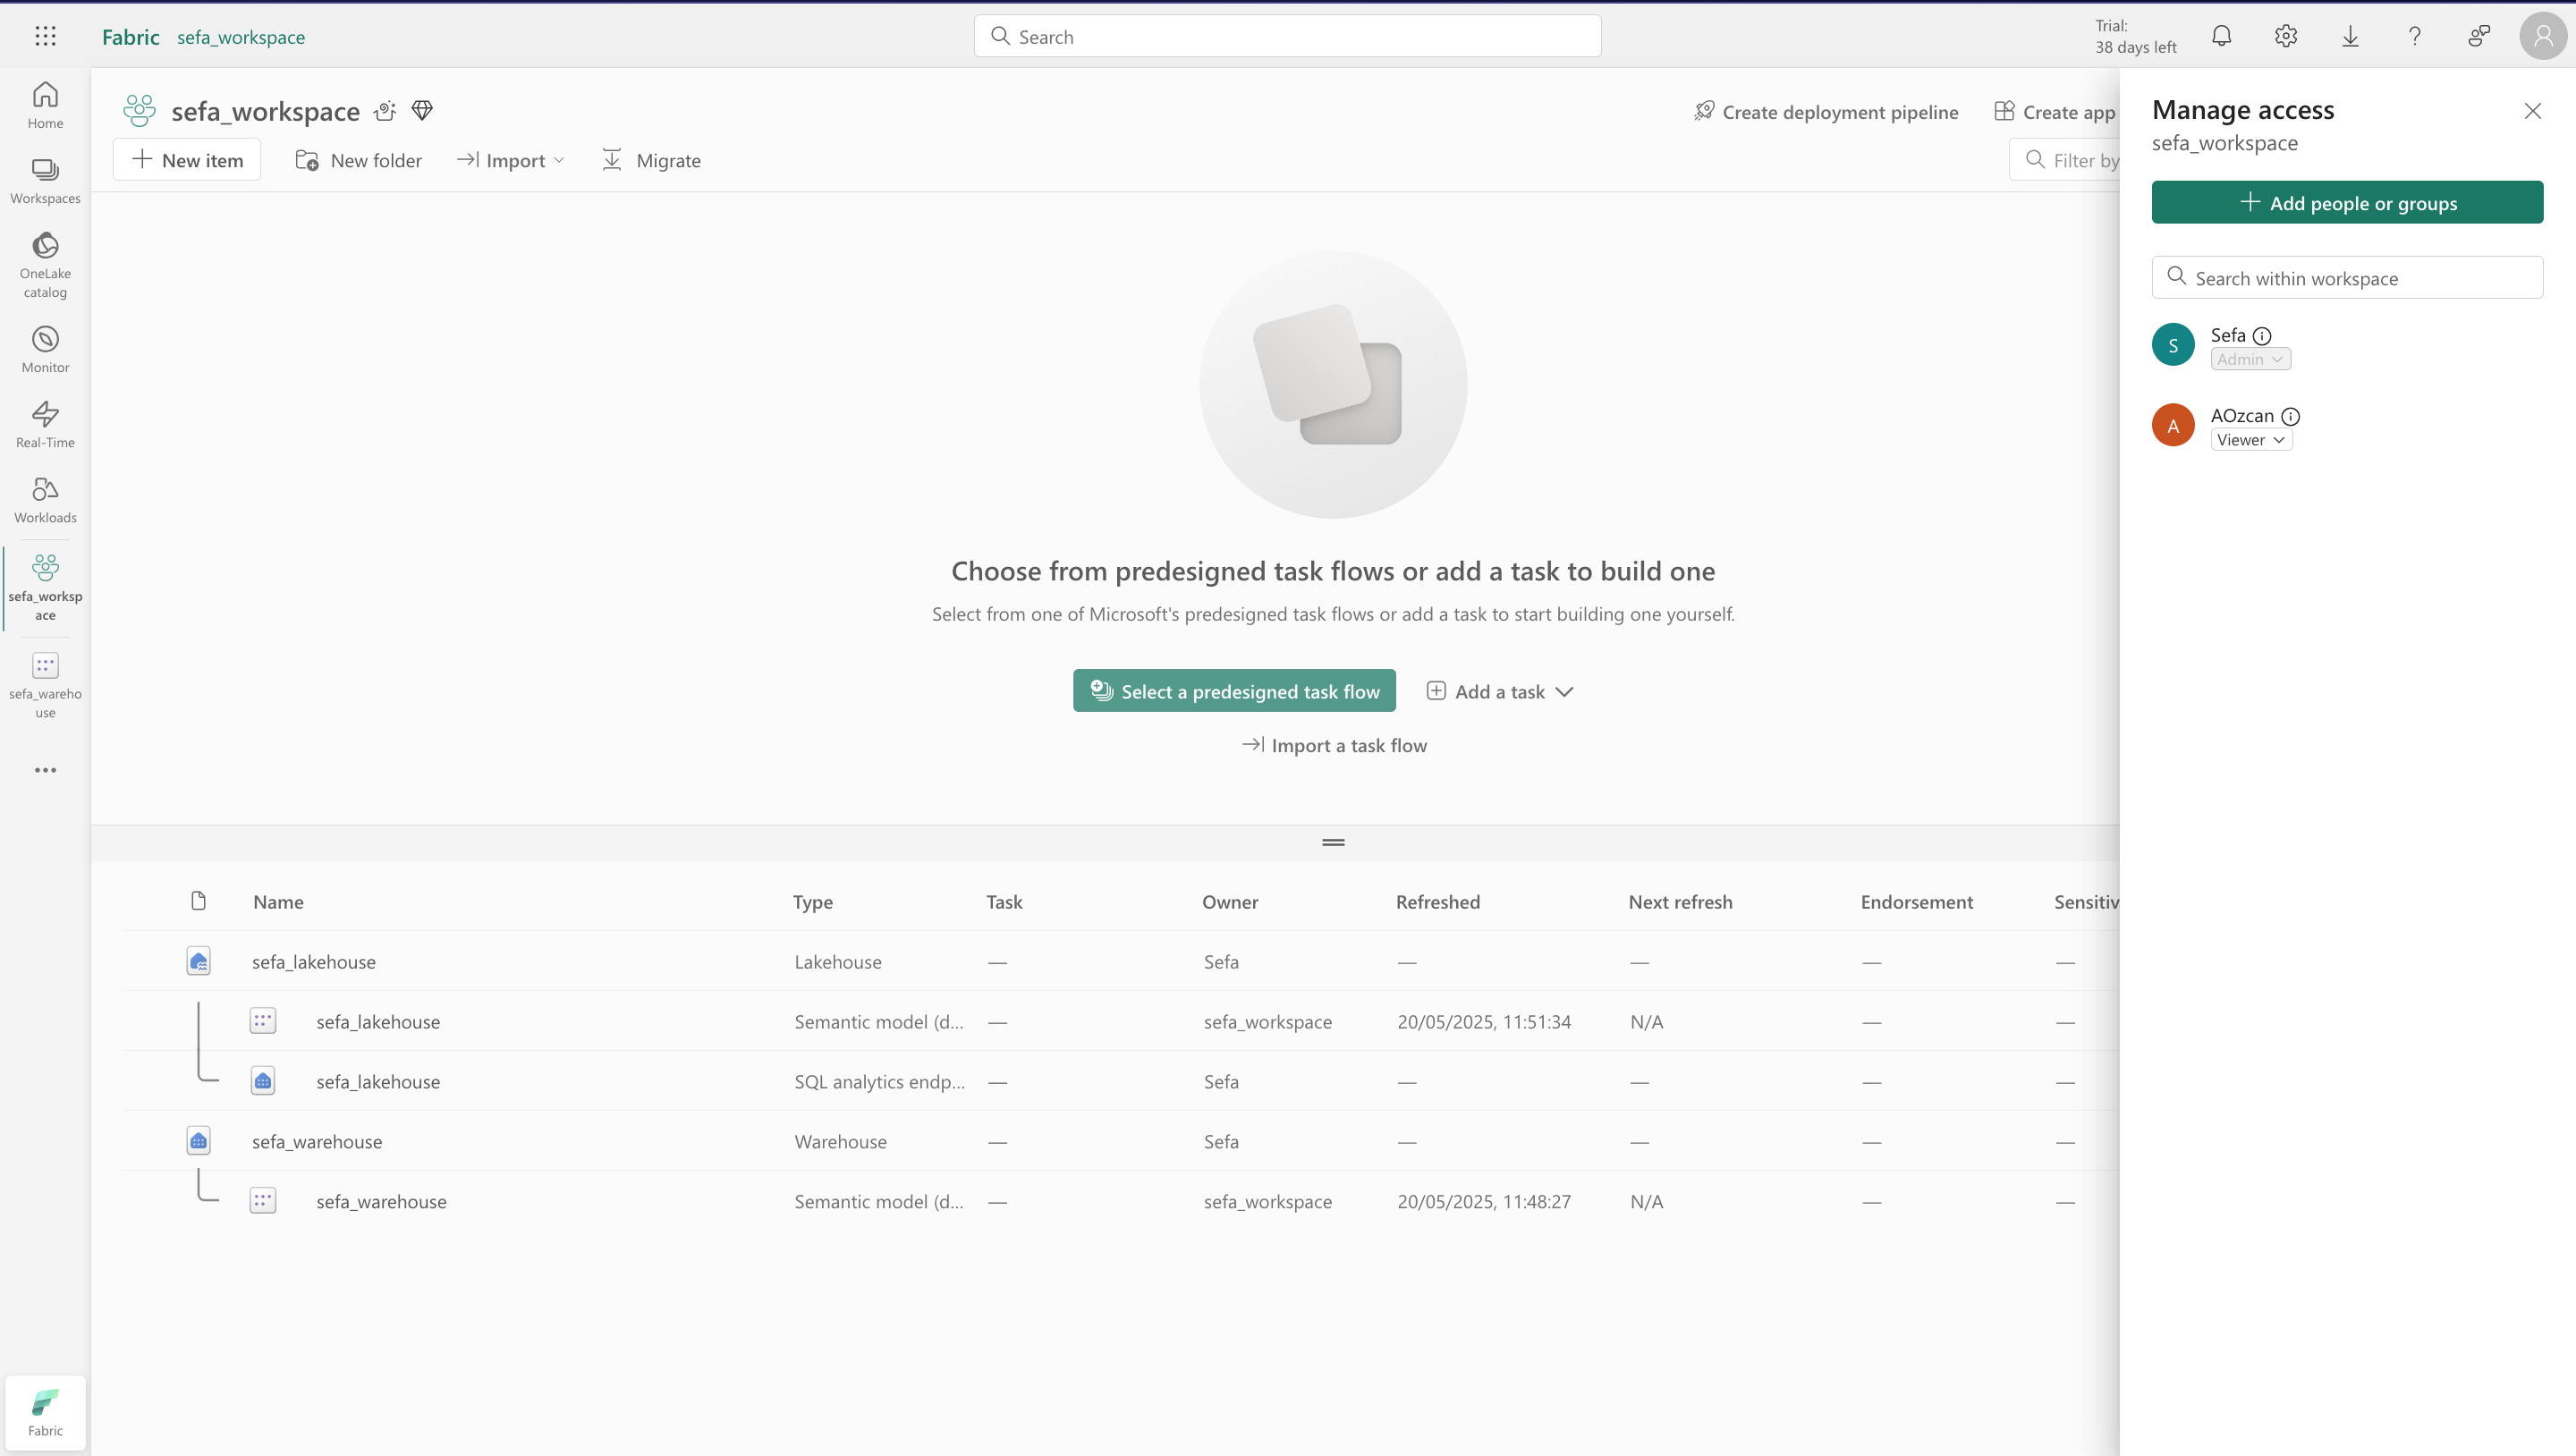 Fabric sefa_workspace
Search
Trial:
38 days left
Home
Workspaces
OneLake
catalog
Monitor
Real-Time
Workloads
sefa_worksp
ace
sefa_wareho
use
Fabric
sefa_workspace
Create deployment pipeline
Create app
New item
New folder
Import
Migrate
Filter by
Choose from predesigned task flows or add a task to build one
Select from one of Microsoft's predesigned task flows or add a task to start building one yourself.
Select a predesigned task flow
Add a task
Import a task flow
Name Type Task Owner Refreshed Next refresh Endorsement Sensitiv
sefa_lakehouse Lakehouse — Sefa — — — —
sefa_lakehouse Semantic model (d... — sefa_workspace 20/05/2025, 11:51:34 N/A — —
sefa_lakehouse SQL analytics endp... — Sefa — — — —
sefa_warehouse Warehouse — Sefa — — — —
sefa_warehouse Semantic model (d... — sefa_workspace 20/05/2025, 11:48:27 N/A — —
Manage access
sefa_workspace
Add people or groups
Search within workspace
S
Sefa
Admin
A
AOzcan
Viewer